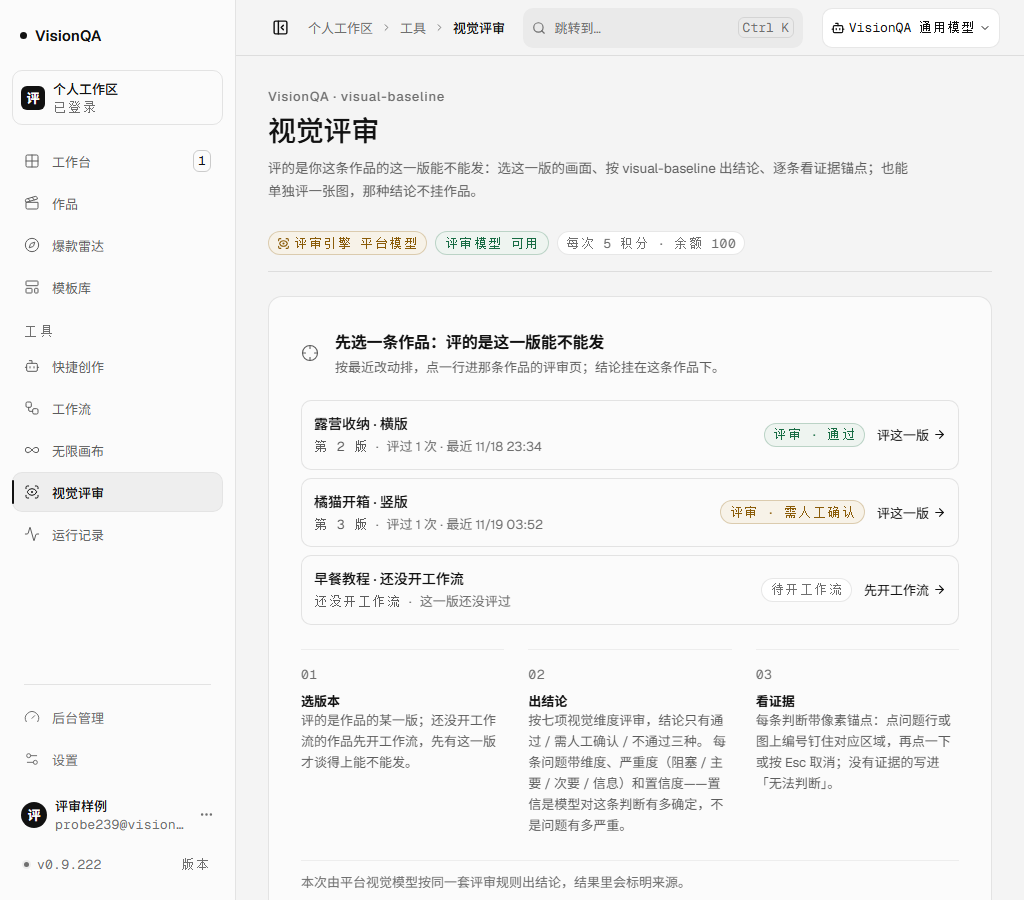 VisionQA
评
个人工作区
已登录
工作台
1
作品
爆款雷达
模板库
工具
快捷创作
工作流
无限画布
视觉评审
运行记录
后台管理
设置
评
评审样例
probe239@vision…
v0.9.222
版本
个人工作区
工具
视觉评审
跳转到…
Ctrl K
VisionQA 通用模型
VisionQA · visual-baseline
视觉评审
评的是你这条作品的这一版能不能发：选这一版的画面、按 visual-baseline 出结论、逐条看证据锚点；也能
单独评一张图，那种结论不挂作品。
评审引擎 平台模型
评审模型 可用
每次 5 积分 · 余额 100
先选一条作品：评的是这一版能不能发
按最近改动排，点一行进那条作品的评审页；结论挂在这条作品下。
露营收纳 · 横版
第 2 版 · 评过 1 次 · 最近 11/18 23:34
评审 · 通过
评这一版 →
橘猫开箱 · 竖版
第 3 版 · 评过 1 次 · 最近 11/19 03:52
评审 · 需人工确认
评这一版 →
早餐教程 · 还没开工作流
还没开工作流 · 这一版还没评过
待开工作流
先开工作流 →
01
选版本
评的是作品的某一版；还没开工作
流的作品先开工作流，先有这一版
才谈得上能不能发。
02
出结论
按七项视觉维度评审，结论只有通
过 / 需人工确认 / 不通过三种。 每
条问题带维度、严重度（阻塞 / 主
要 / 次要 / 信息）和置信度——置
信是模型对这条判断有多确定，不
是问题有多严重。
03
看证据
每条判断带像素锚点：点问题行或
图上编号钉住对应区域，再点一下
或按 Esc 取消；没有证据的写进
「无法判断」。
本次由平台视觉模型按同一套评审规则出结论，结果里会标明来源。